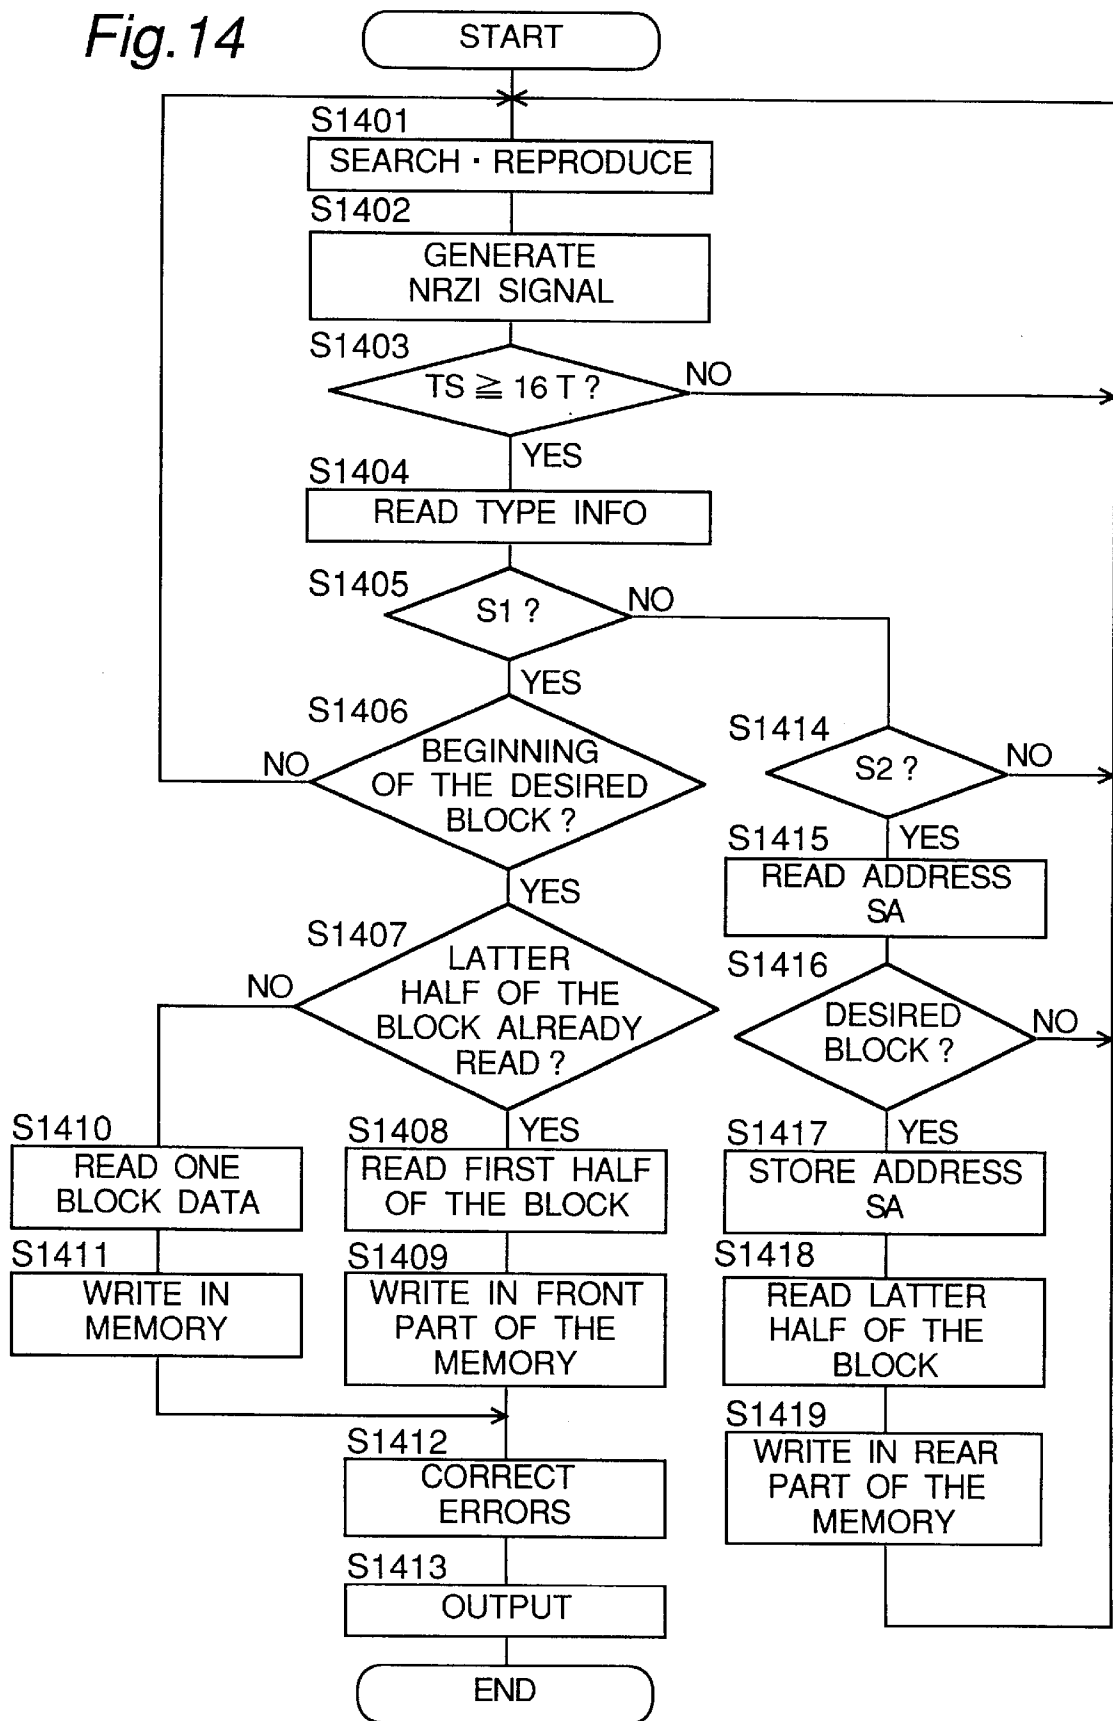 Fig.14
START
S1401
SEARCH · REPRODUCE
S1402
GENERATE
NRZI SIGNAL
S1403
TS ≧ 16 T ?
NO
YES
S1404
READ TYPE INFO
S1405
S1 ?
NO
YES
S1406
BEGINNING
OF THE DESIRED
BLOCK ?
NO
YES
S1407
LATTER
HALF OF THE
BLOCK ALREADY
READ ?
NO
YES
S1410
READ ONE
BLOCK DATA
S1411
WRITE IN
MEMORY
S1408
READ FIRST HALF
OF THE BLOCK
S1409
WRITE IN FRONT
PART OF THE
MEMORY
S1412
CORRECT
ERRORS
S1413
OUTPUT
END
S1414
S2 ?
NO
YES
S1415
READ ADDRESS
SA
S1416
DESIRED
BLOCK ?
NO
YES
S1417
STORE ADDRESS
SA
S1418
READ LATTER
HALF OF THE
BLOCK
S1419
WRITE IN REAR
PART OF THE
MEMORY